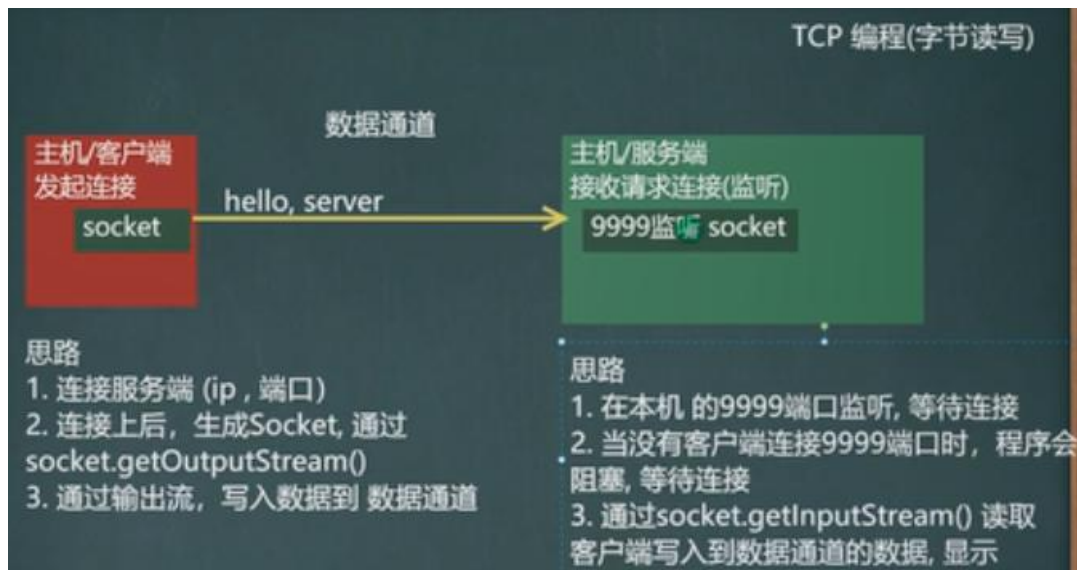 TCP 编程(字节读写)
数据通道
主机/客户端
发起连接
socket
hello, server
主机/服务端
接收请求连接(监听)
9999监听 socket
思路
1. 连接服务端 (ip , 端口)
2. 连接上后，生成Socket, 通过
socket.getOutputStream()
3. 通过输出流，写入数据到 数据通道
思路
1. 在本机 的9999端口监听, 等待连接
2. 当没有客户端连接9999端口时，程序会
阻塞, 等待连接
3. 通过socket.getInputStream() 读取
客户端写入到数据通道的数据, 显示